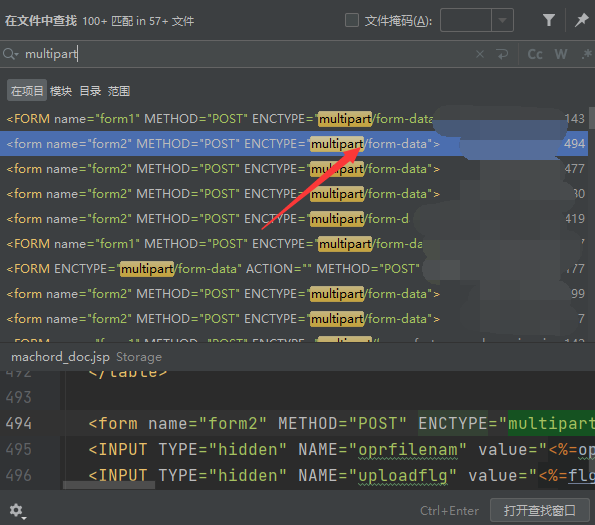 在文件中查找 100+ 匹配 in 57+ 文件 文件掩码(A):
multipart Cc W .*
在项目 模块 目录 范围
<FORM name="form1" METHOD="POST" ENCTYPE="multipart/form-data" 143
<form name="form2" METHOD="POST" ENCTYPE="multipart/form-data"> 494
<form name="form2" METHOD="POST" ENCTYPE="multipart/form-data"> 477
<form name="form2" METHOD="POST" ENCTYPE="multipart/form-data"> 30
<form name="form2" METHOD="POST" ENCTYPE="multipart/form-d 419
<FORM name="form1" METHOD="POST" ENCTYPE="multipart/form-da 7
<FORM ENCTYPE="multipart/form-data" ACTION="" METHOD="POST" 177
<form name="form2" METHOD="POST" ENCTYPE="multipart/form-data"> 99
<form name="form2" METHOD="POST" ENCTYPE="multipart/form-data"> 7
machord_doc.jsp Storage
492 </table>
493
494 <form name="form2" METHOD="POST" ENCTYPE="multipart
495 <INPUT TYPE="hidden" NAME="oprfilenam" value="<%=op
496 <INPUT TYPE="hidden" NAME="uploadflg" value="<%=flg
Ctrl+Enter 打开查找窗口